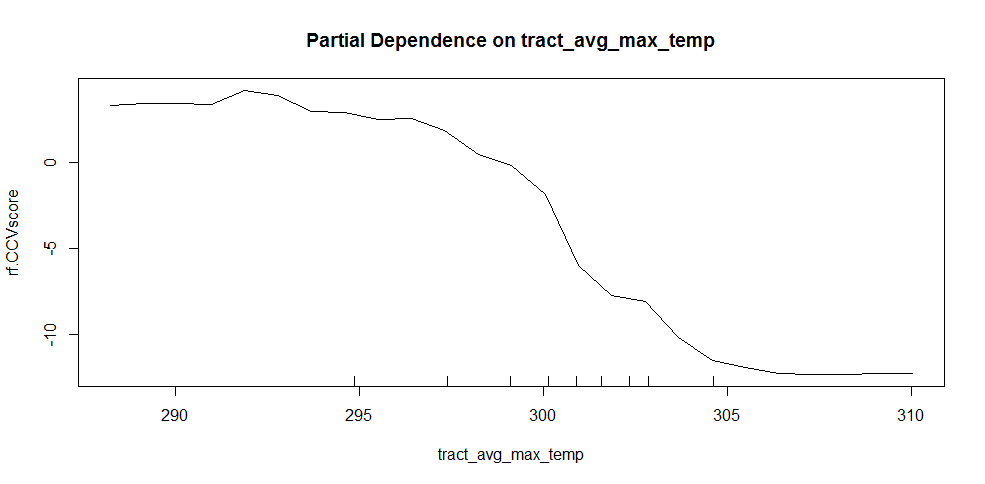 Partial Dependence on tract_avg_max_temp
rf.CCVscore
0
-5
-10
290 295 300 305 310
tract_avg_max_temp